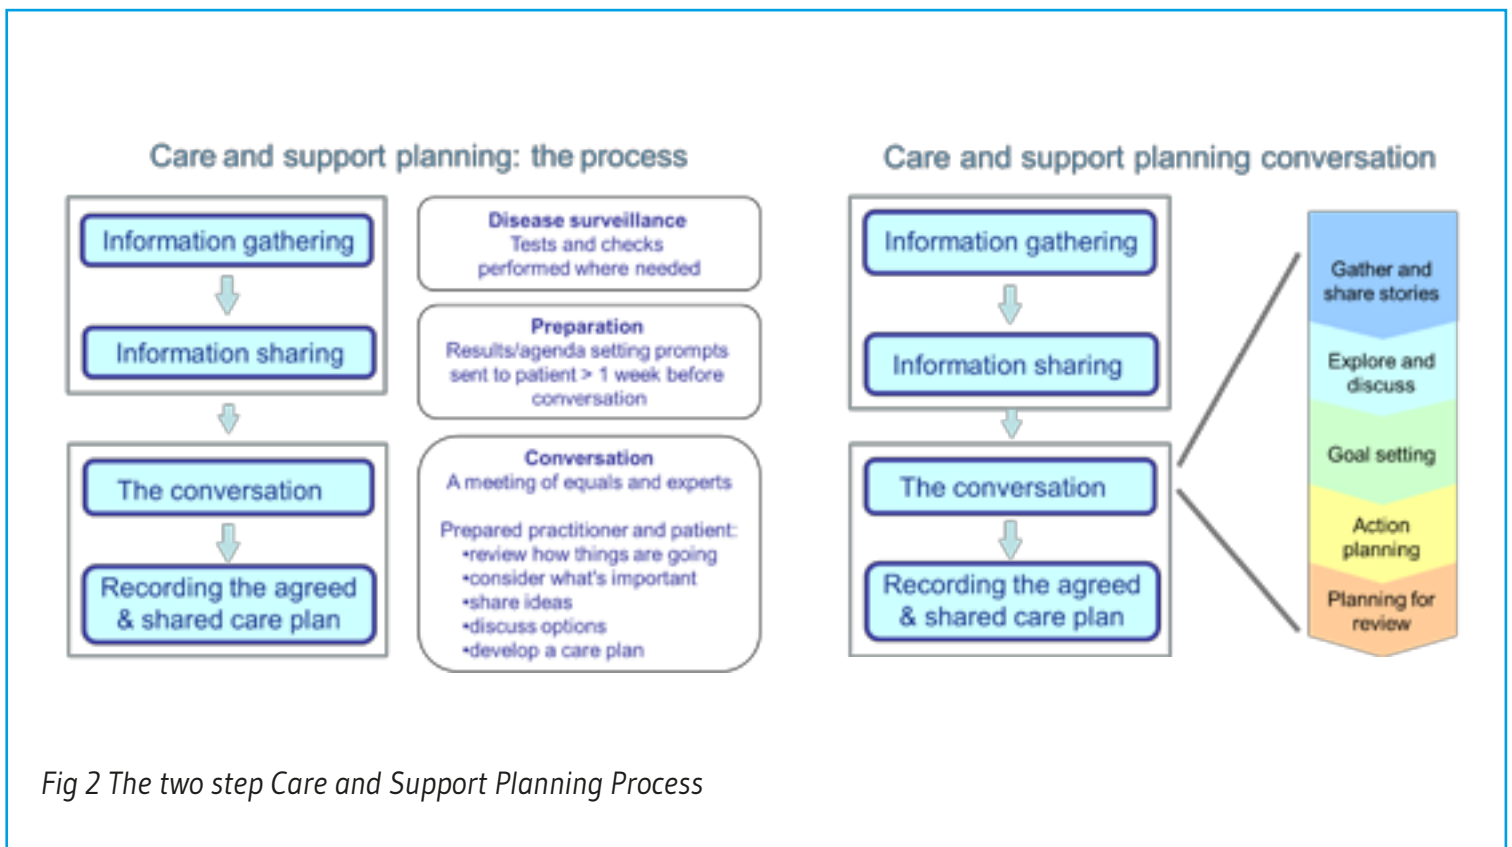 Care and support planning: the process
Information gathering
Information sharing
The conversation
Recording the agreed
& shared care plan
Disease surveillance
Tests and checks
performed where needed
Preparation
Results/agenda setting prompts
sent to patient > 1 week before
conversation
Conversation
A meeting of equals and experts
Prepared practitioner and patient:
•review how things are going
•consider what's important
•share ideas
•discuss options
•develop a care plan
Care and support planning conversation
Information gathering
Information sharing
The conversation
Recording the agreed
& shared care plan
Gather and
share stories
Explore and
discuss
Goal setting
Action
planning
Planning for
review
Fig 2 The two step Care and Support Planning Process